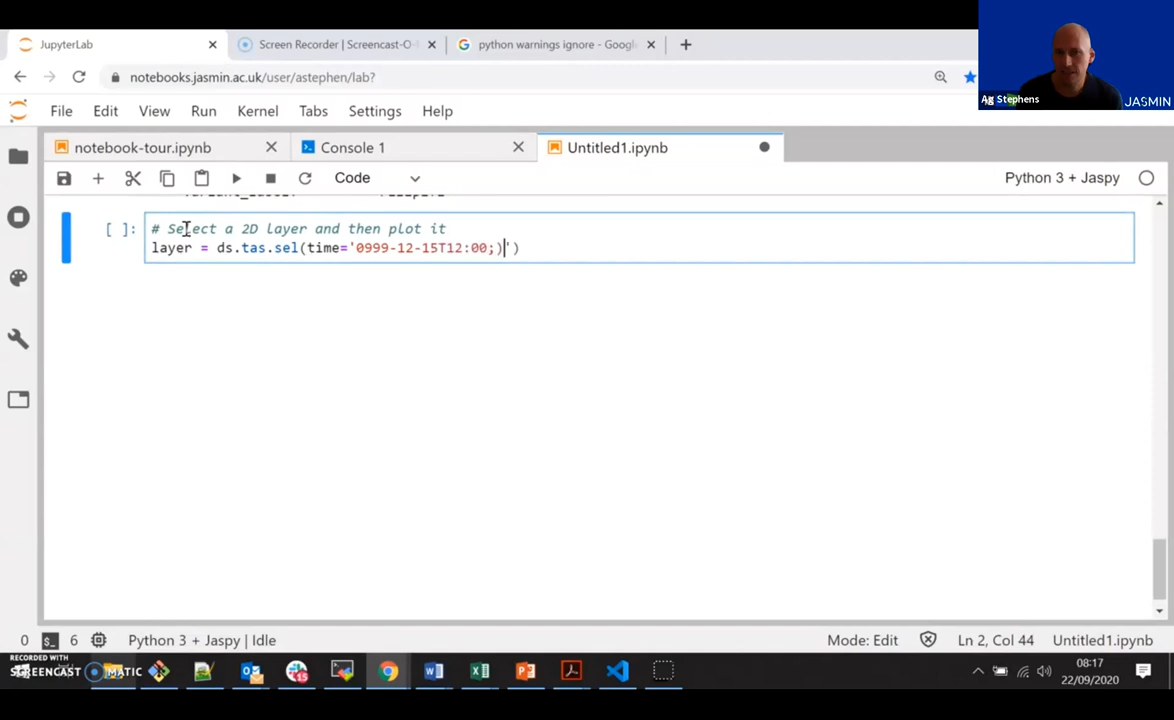 JupyterLab
Screen Recorder | Screencast-O-
python warnings ignore - Googl
notebooks.jasmin.ac.uk/user/astephen/lab?
Ag Stephens
JASMIN
File Edit View Run Kernel Tabs Settings Help
notebook-tour.ipynb
Console 1
Untitled1.ipynb
Code
Python 3 + Jaspy
[ ]:
# Select a 2D layer and then plot it
layer = ds.tas.sel(time='0999-12-15T12:00;)')
0
6
Python 3 + Jaspy | Idle
Mode: Edit
Ln 2, Col 44
Untitled1.ipynb
RECORDED WITH
SCREENCAST MATIC
15
08:17
22/09/2020